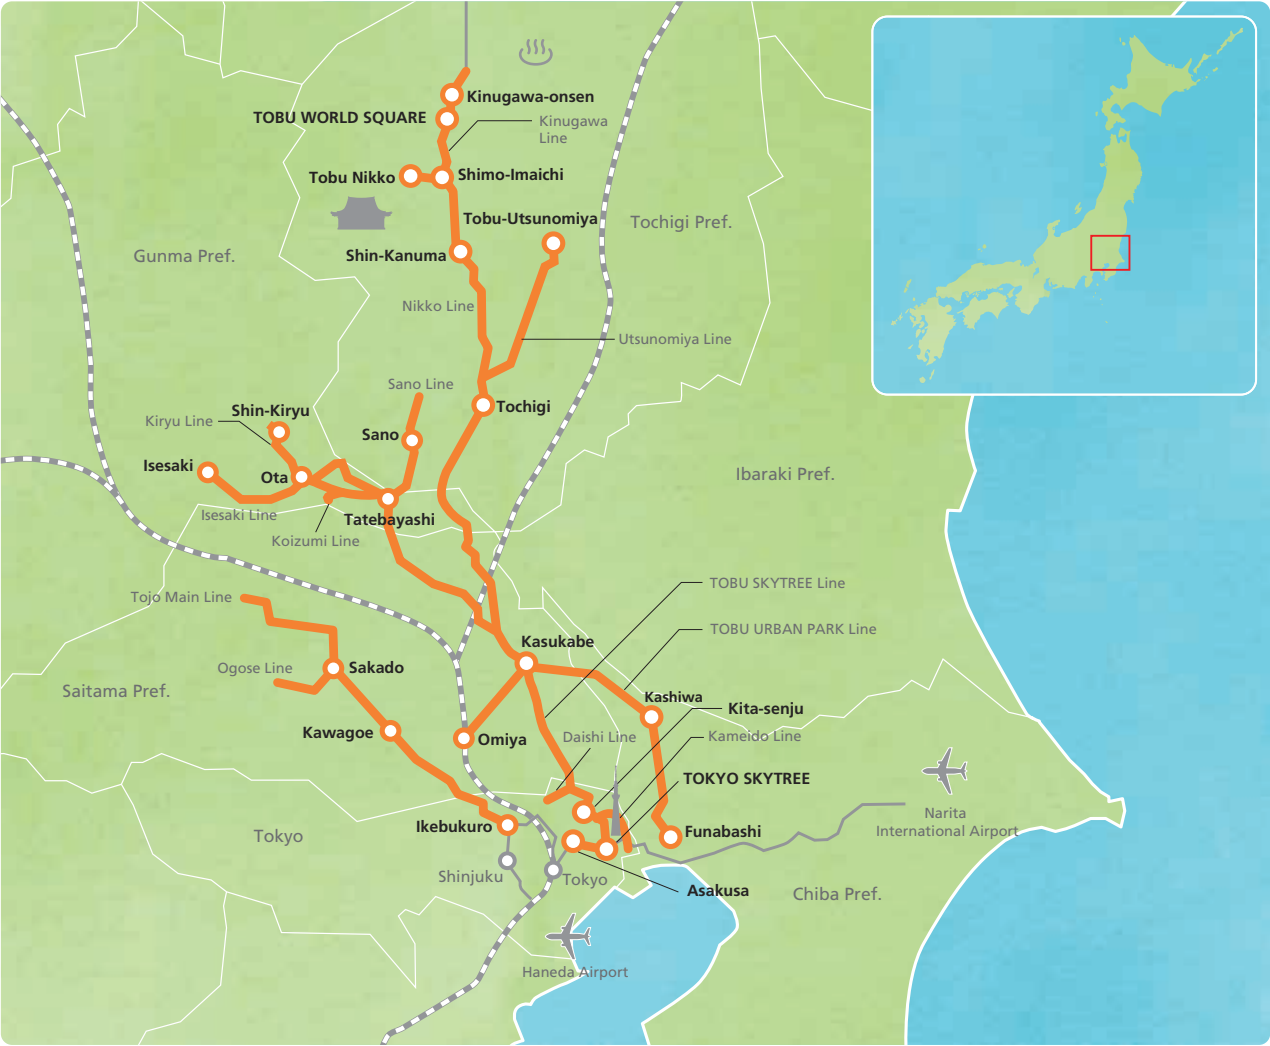 Kinugawa-onsen
TOBU WORLD SQUARE
Kinugawa
Line
Tobu Nikko
Shimo-Imaichi
Tobu-Utsunomiya
Tochigi Pref.
Gunma Pref.
Shin-Kanuma
Nikko Line
Utsunomiya Line
Sano Line
Shin-Kiryu
Tochigi
Kiryu Line
Sano
Isesaki
Ota
Ibaraki Pref.
Isesaki Line
Tatebayashi
Koizumi Line
TOBU SKYTREE Line
Tojo Main Line
TOBU URBAN PARK Line
Kasukabe
Ogose Line
Sakado
Saitama Pref.
Kashiwa
Kita-senju
Kawagoe
Omiya
Daishi Line
Kameido Line
TOKYO SKYTREE
Narita
International Airport
Ikebukuro
Funabashi
Tokyo
Shinjuku
Tokyo
Asakusa
Chiba Pref.
Haneda Airport